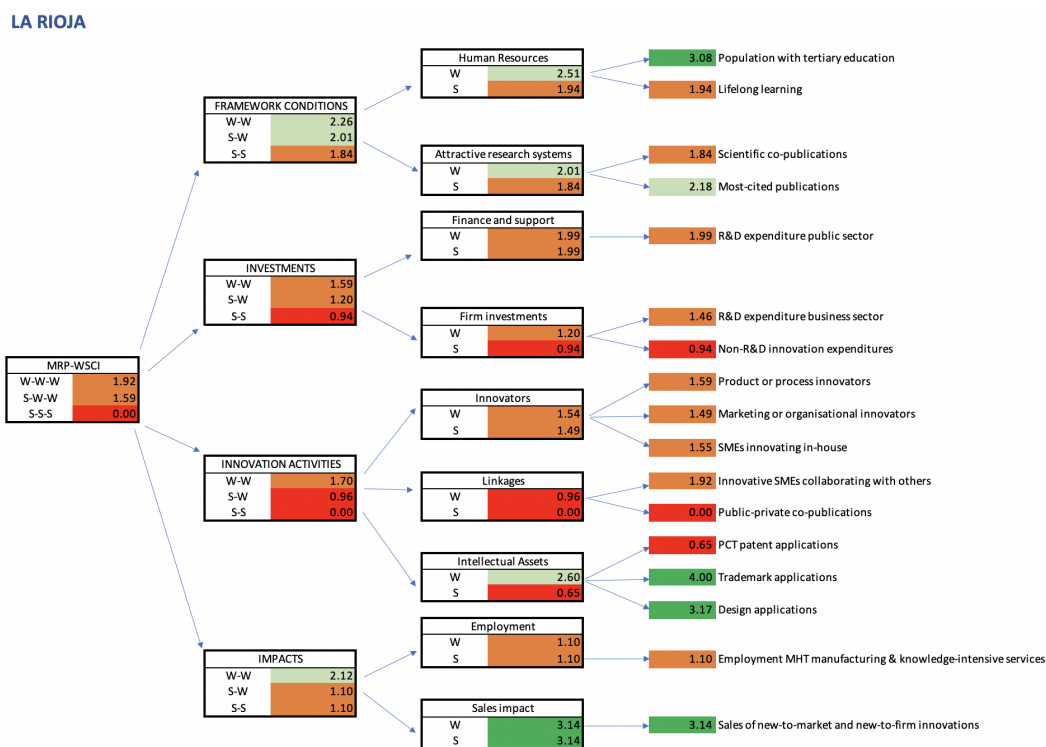 LA RIOJA
MRP-WSCI
W-W-W 1.92
S-W-W 1.59
S-S-S 0.00
FRAMEWORK CONDITIONS
W-W 2.26
S-W 2.01
S-S 1.84
INVESTMENTS
W-W 1.59
S-W 1.20
S-S 0.94
INNOVATION ACTIVITIES
W-W 1.70
S-W 0.96
S-S 0.00
IMPACTS
W-W 2.12
S-W 1.10
S-S 1.10
Human Resources
W 2.51
S 1.94
Attractive research systems
W 2.01
S 1.84
Finance and support
W 1.99
S 1.99
Firm investments
W 1.20
S 0.94
Innovators
W 1.54
S 1.49
Linkages
W 0.96
S 0.00
Intellectual Assets
W 2.60
S 0.65
Employment
W 1.10
S 1.10
Sales impact
W 3.14
S 3.14
3.08 Population with tertiary education
1.94 Lifelong learning
1.84 Scientific co-publications
2.18 Most-cited publications
1.99 R&D expenditure public sector
1.46 R&D expenditure business sector
0.94 Non-R&D innovation expenditures
1.59 Product or process innovators
1.49 Marketing or organisational innovators
1.55 SMEs innovating in-house
1.92 Innovative SMEs collaborating with others
0.00 Public-private co-publications
0.65 PCT patent applications
4.00 Trademark applications
3.17 Design applications
1.10 Employment MHT manufacturing & knowledge-intensive services
3.14 Sales of new-to-market and new-to-firm innovations